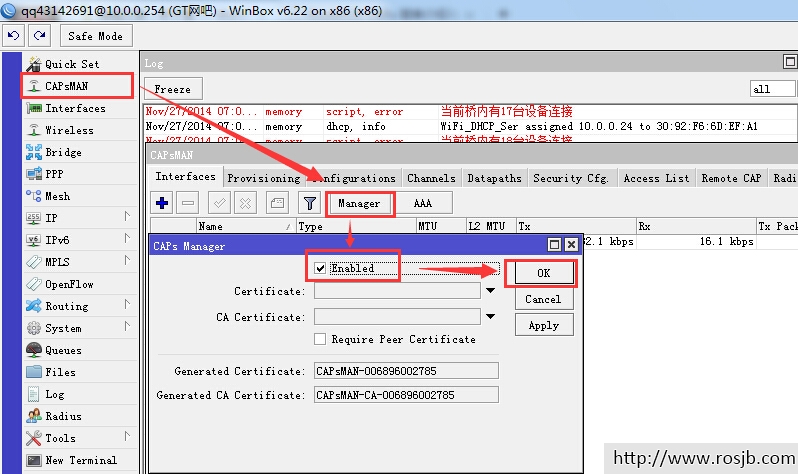 qq43142691@10.0.0.254 (GT网吧) - WinBox v6.22 on x86 (x86)
Safe Mode
Quick Set
CAPsMAN
Interfaces
Wireless
Bridge
PPP
Mesh
IP
IPv6
MPLS
OpenFlow
Routing
System
Queues
Files
Log
Radius
Tools
New Terminal
Log
Freeze
all
Nov/27/2014 07:0... memory script, error 当前桥内有17台设备连接
Nov/27/2014 07:0... memory dhcp, info WiFi_DHCP_Ser assigned 10.0.0.24 to 30:92:F6:6D:EF:A1
Nov/27/2014 07:0... memory script, error 当前桥内有18台设备连接
CAPsMAN
Interfaces Provisioning Configurations Channels Datapaths Security Cfg. Access List Remote CAP Radi
Manager AAA
Name Type MTU L2 MTU Tx Rx Tx Pack
32.1 kbps 16.1 kbps
CAPs Manager
Enabled
OK
Certificate:
Cancel
CA Certificate:
Apply
Require Peer Certificate
Generated Certificate: CAPsMAN-006896002785
Generated CA Certificate: CAPsMAN-CA-006896002785
http://www.rosjb.com